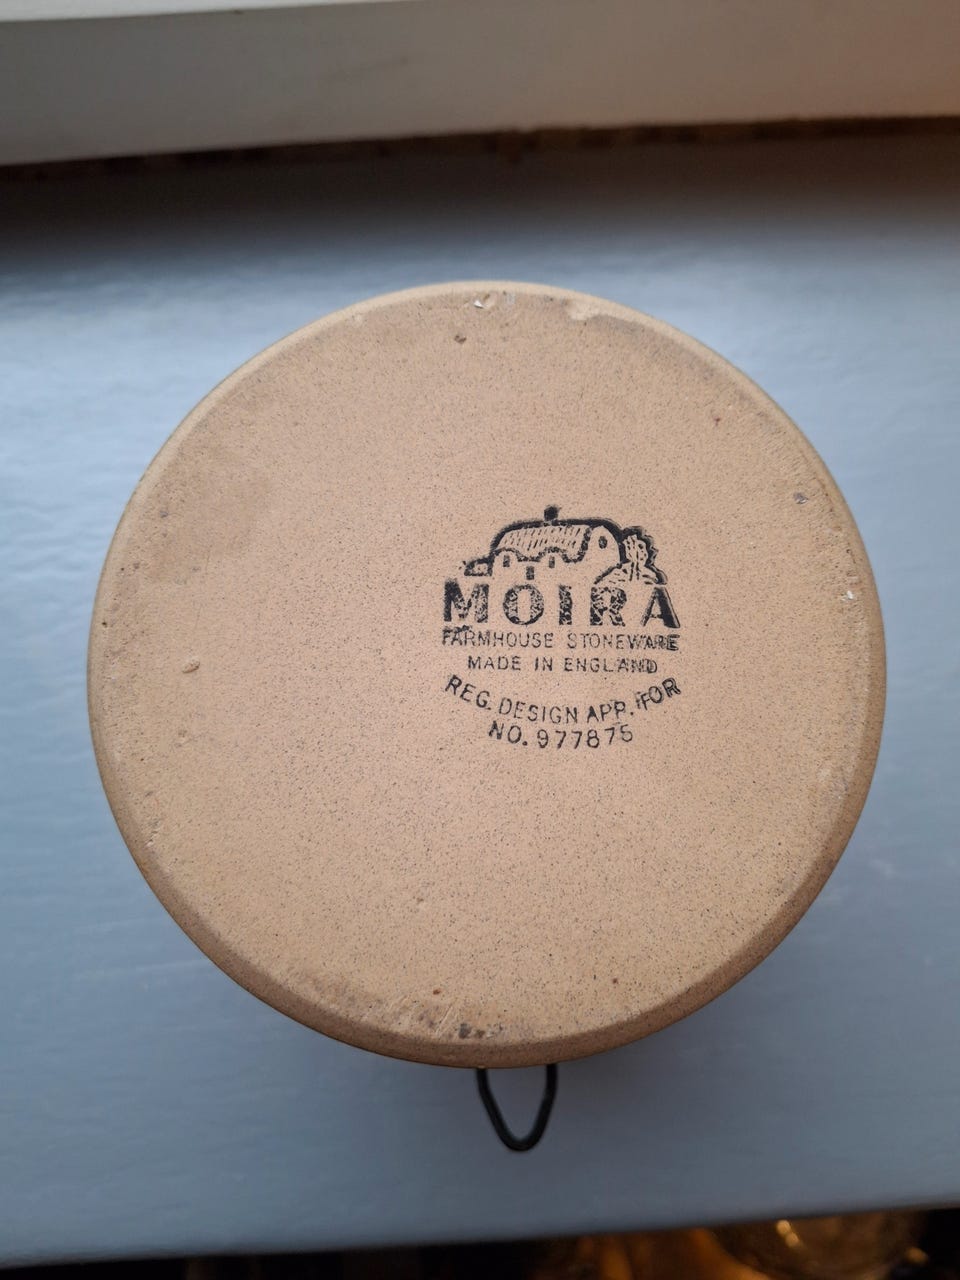 MOIRA
FARMHOUSE STONEWARE
MADE IN ENGLAND
REG. DESIGN APP. FOR
NO. 977875